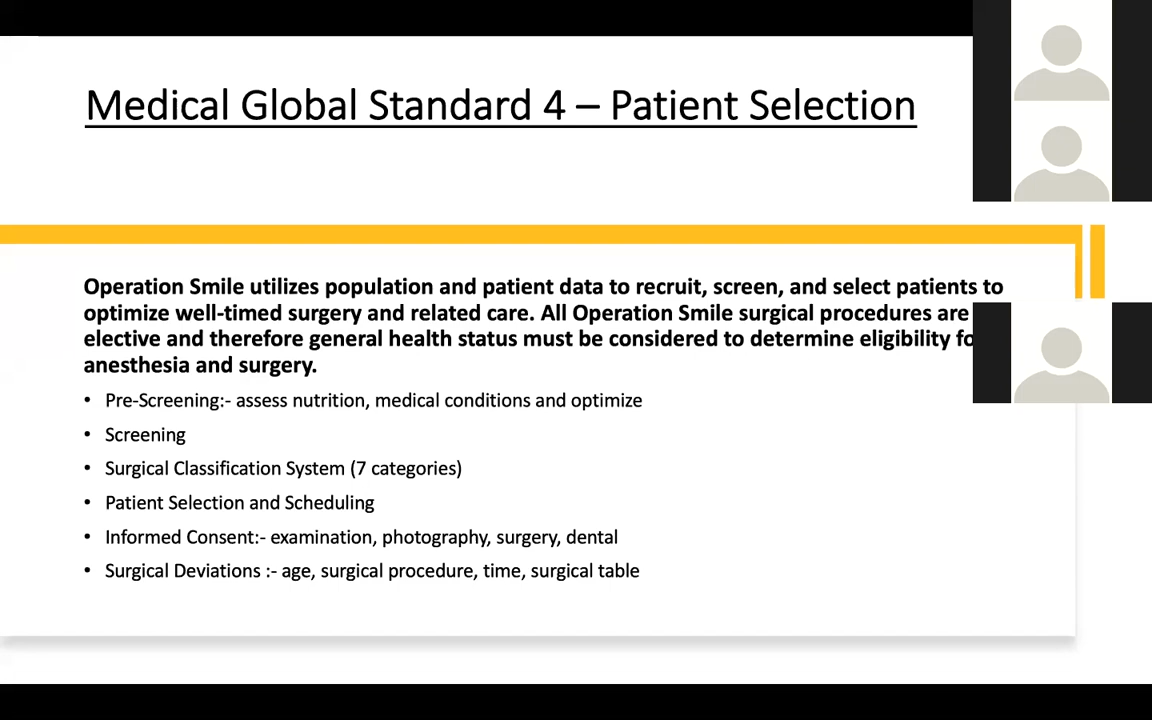 Medical Global Standard 4 – Patient Selection
Operation Smile utilizes population and patient data to recruit, screen, and select patients to
optimize well-timed surgery and related care. All Operation Smile surgical procedures are
elective and therefore general health status must be considered to determine eligibility fo
anesthesia and surgery.
• Pre-Screening:- assess nutrition, medical conditions and optimize
• Screening
• Surgical Classification System (7 categories)
• Patient Selection and Scheduling
• Informed Consent:- examination, photography, surgery, dental
• Surgical Deviations :- age, surgical procedure, time, surgical table